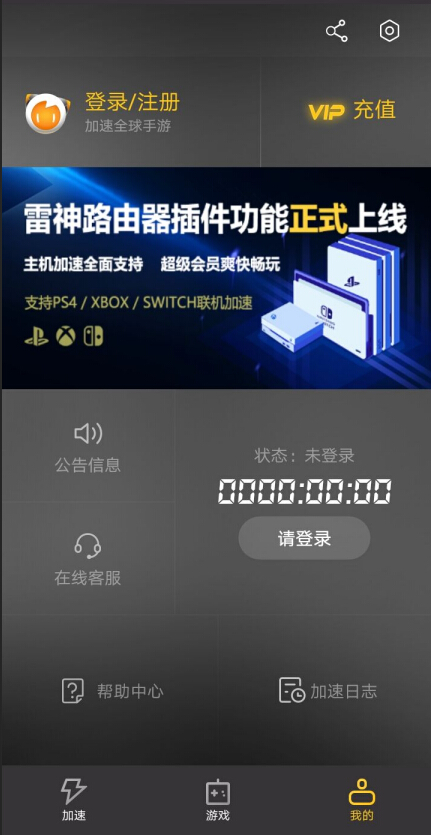 登录/注册
加速全球手游
VIP 充值
雷神路由器插件功能正式上线
主机加速全面支持 超级会员爽快畅玩
支持PS4 / XBOX / SWITCH联机加速
公告信息
状态：未登录
0000:00:00
请登录
在线客服
帮助中心
加速日志
加速
游戏
我的